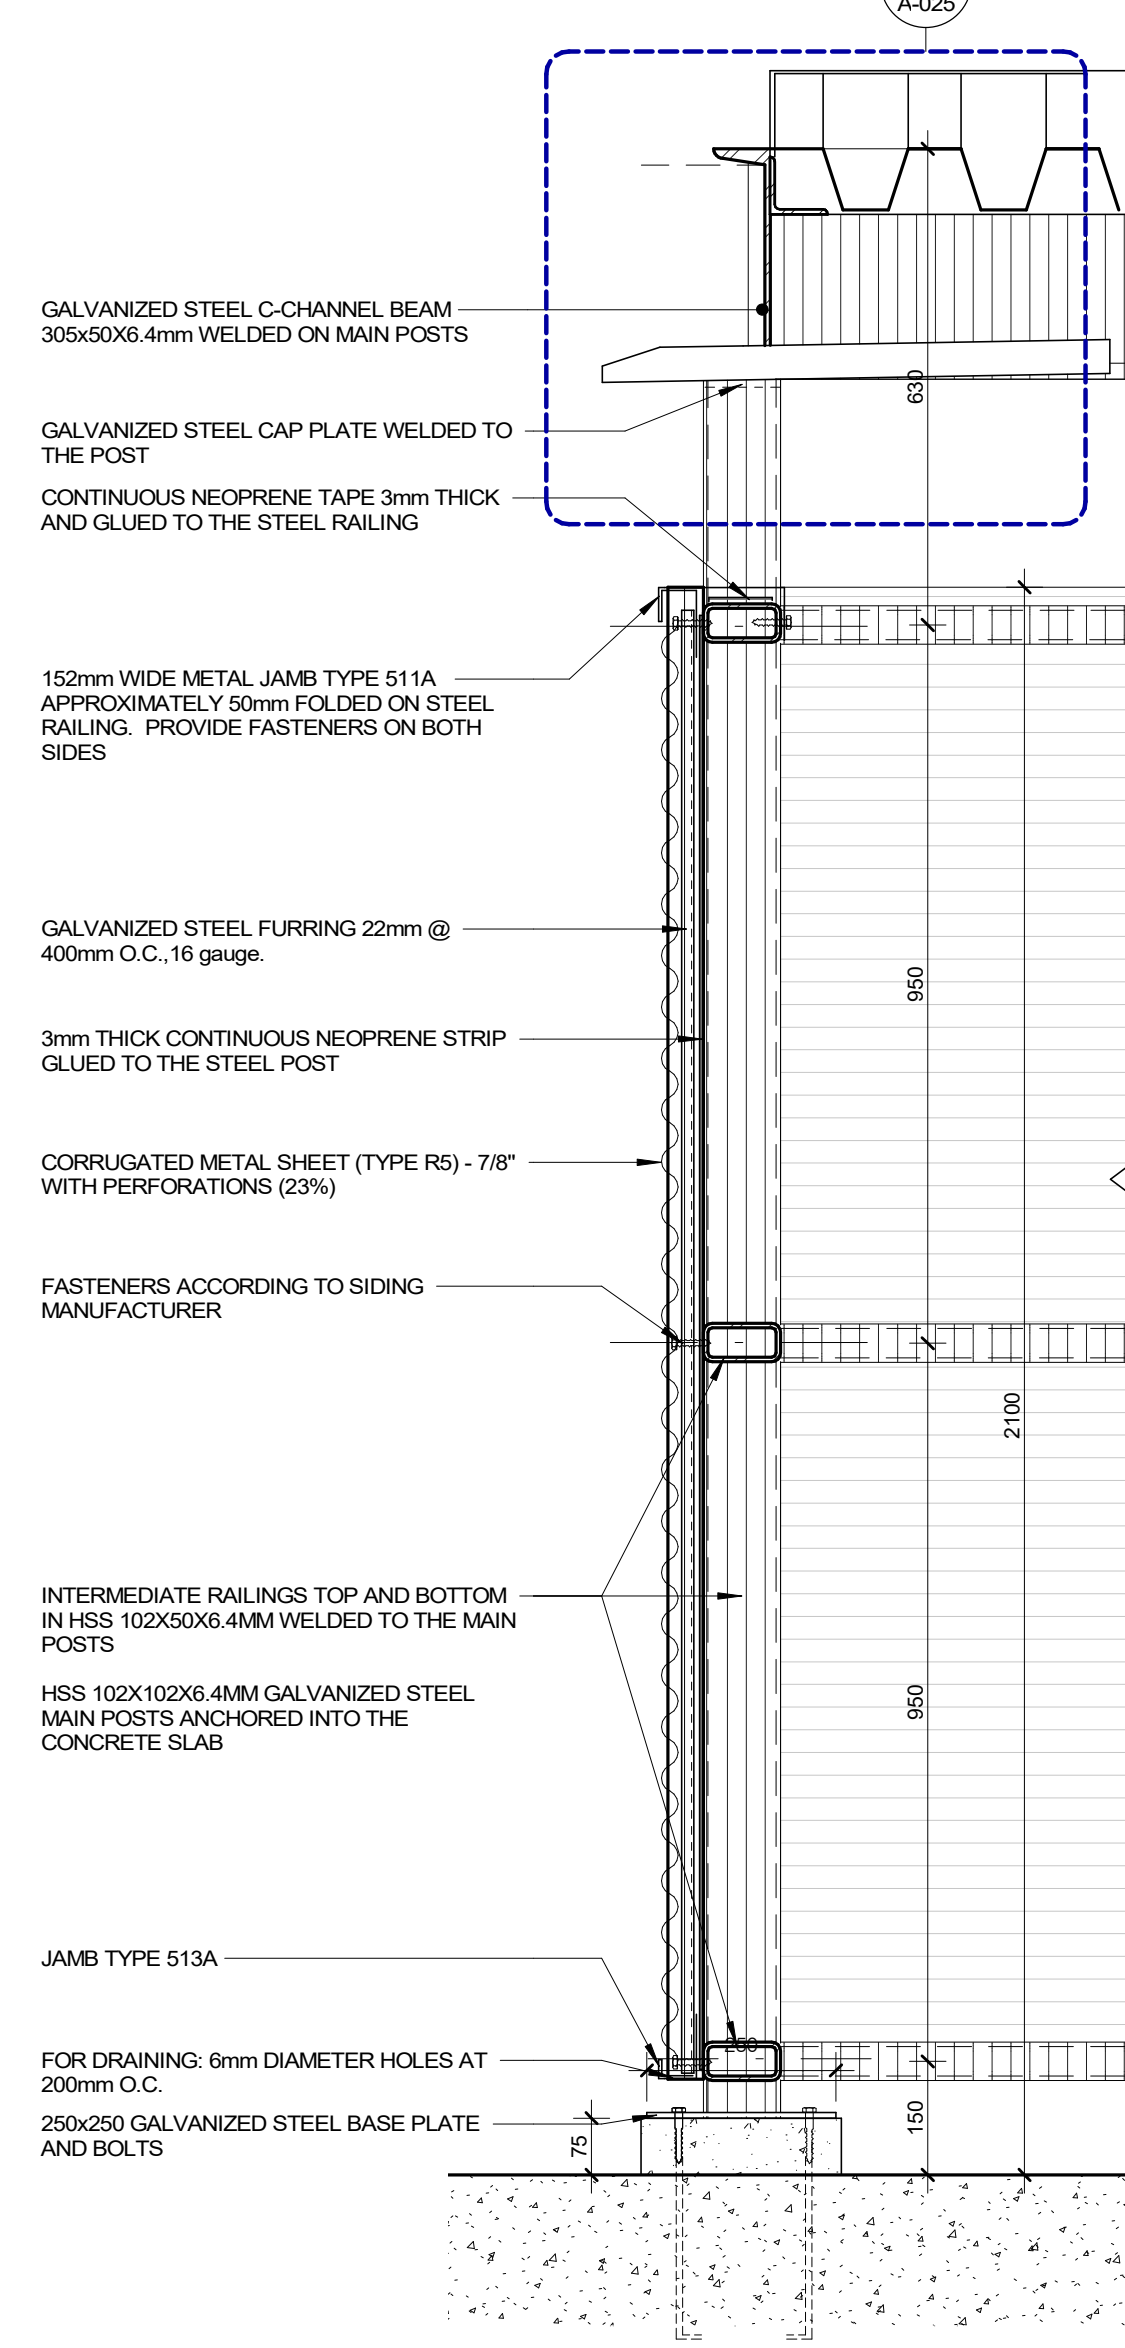 A-025
GALVANIZED STEEL C-CHANNEL BEAM
305x50X6.4mm WELDED ON MAIN POSTS
630
GALVANIZED STEEL CAP PLATE WELDED TO
THE POST
CONTINUOUS NEOPRENE TAPE 3mm THICK
AND GLUED TO THE STEEL RAILING
152mm WIDE METAL JAMB TYPE 511A
APPROXIMATELY 50mm FOLDED ON STEEL
RAILING. PROVIDE FASTENERS ON BOTH
SIDES
GALVANIZED STEEL FURRING 22mm @
400mm O.C.,16 gauge.
950
3mm THICK CONTINUOUS NEOPRENE STRIP
GLUED TO THE STEEL POST
CORRUGATED METAL SHEET (TYPE R5) - 7/8"
WITH PERFORATIONS (23%)
FASTENERS ACCORDING TO SIDING
MANUFACTURER
2100
INTERMEDIATE RAILINGS TOP AND BOTTOM
IN HSS 102X50X6.4MM WELDED TO THE MAIN
POSTS
HSS 102X102X6.4MM GALVANIZED STEEL
MAIN POSTS ANCHORED INTO THE
CONCRETE SLAB
950
JAMB TYPE 513A
250
FOR DRAINING: 6mm DIAMETER HOLES AT
200mm O.C.
250x250 GALVANIZED STEEL BASE PLATE
AND BOLTS
75
150